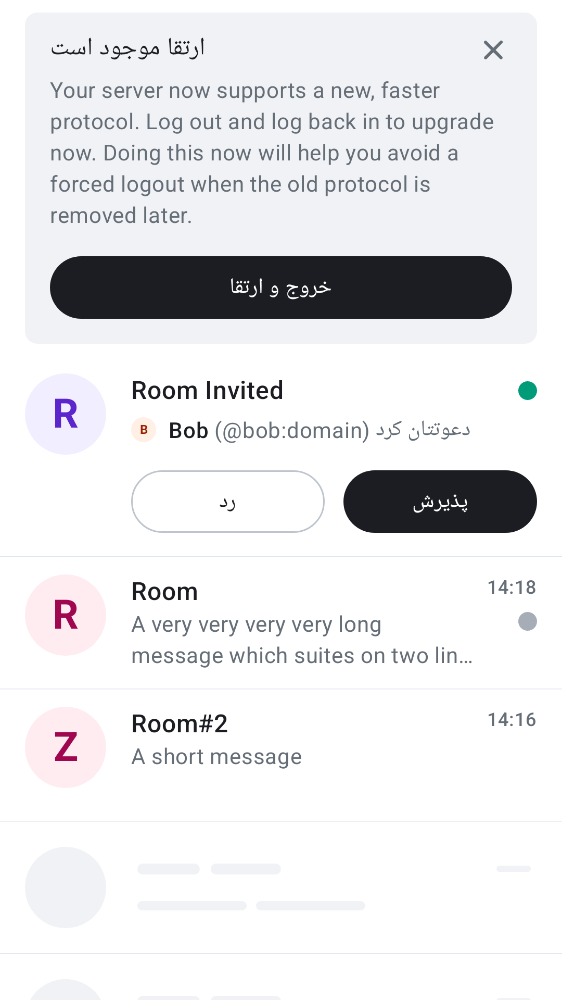 ارتقا موجود است
Your server now supports a new, faster
protocol. Log out and log back in to upgrade
now. Doing this now will help you avoid a
forced logout when the old protocol is
removed later.
خروج و ارتقا
R
Room Invited
B
Bob (@bob:domain) دعوتتان کرد
رد
پذیرش
R
Room
14:18
A very very very very long
message which suites on two lin…
Z
Room#2
14:16
A short message